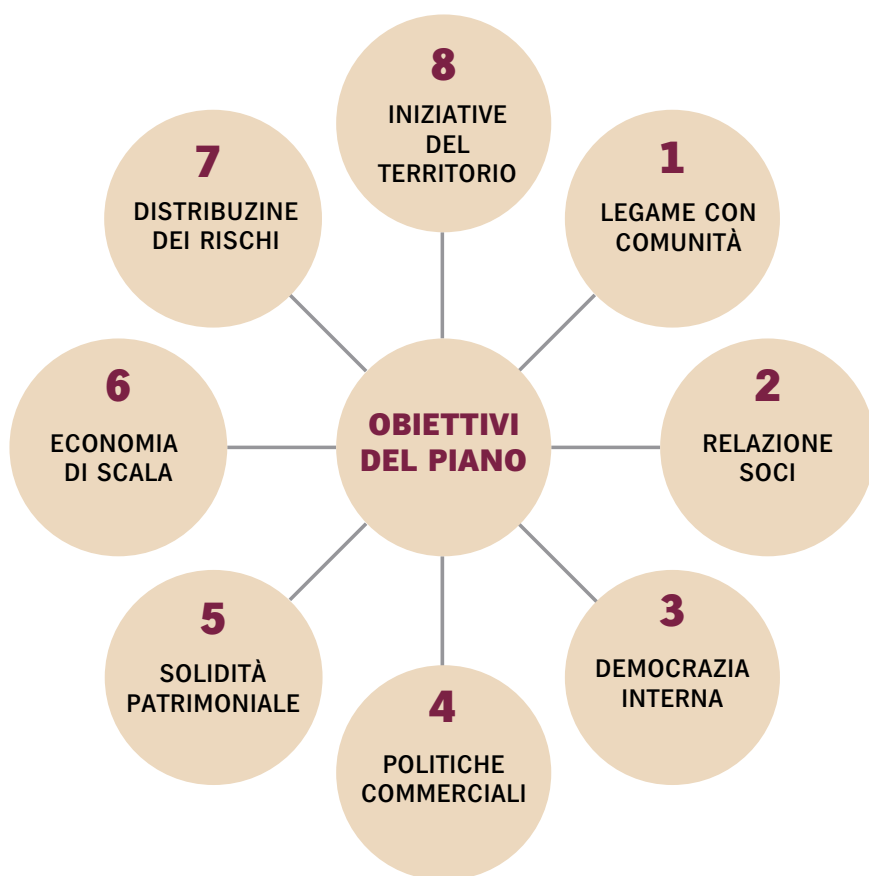 OBIETTIVI
DEL PIANO
1
LEGAME CON
COMUNITÀ
2
RELAZIONE
SOCI
3
DEMOCRAZIA
INTERNA
4
POLITICHE
COMMERCIALI
5
SOLIDITÀ
PATRIMONIALE
6
ECONOMIA
DI SCALA
7
DISTRIBUZINE
DEI RISCHI
8
INIZIATIVE
DEL
TERRITORIO